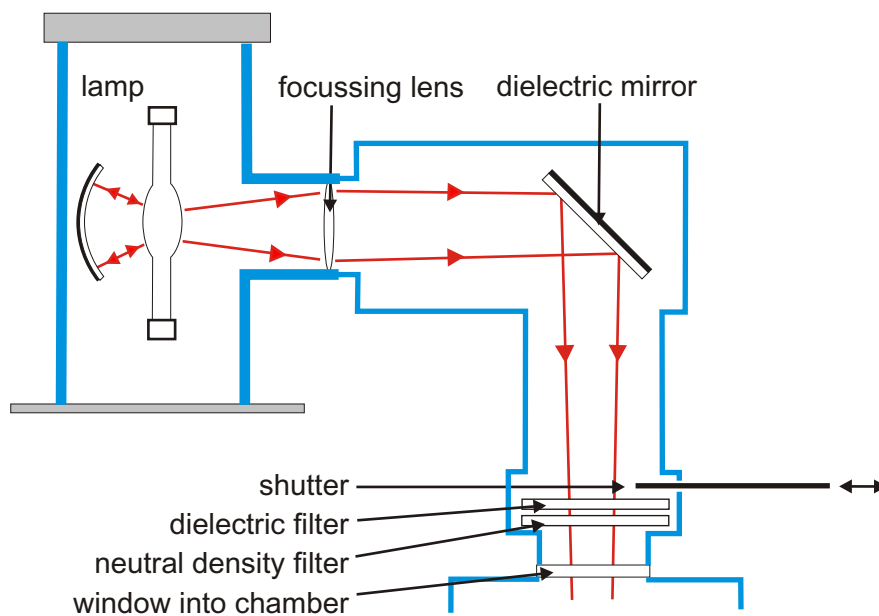 lamp
focussing lens
dielectric mirror
shutter
dielectric filter
neutral density filter
window into chamber